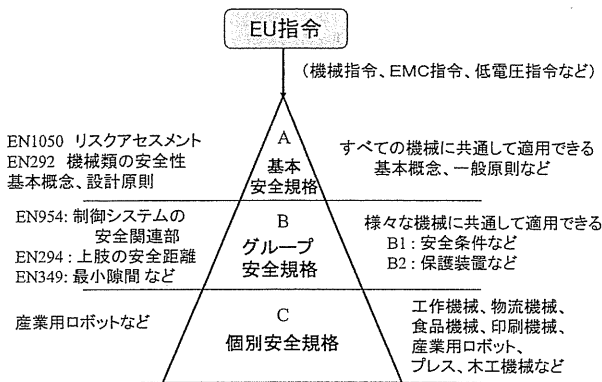 EU指令
(機械指令、EMC指令、低電圧指令など)
EN1050 リスクアセスメント
EN292 機械類の安全性
基本概念、設計原則
A
基本
安全規格
すべての機械に共通して適用できる
基本概念、一般原則など
EN954: 制御システムの
安全関連部
EN294: 上肢の安全距離
EN349: 最小隙間 など
B
グループ
安全規格
様々な機械に共通して適用できる
B1 : 安全条件など
B2 : 保護装置など
産業用ロボットなど
C
個別安全規格
工作機械、物流機械、
食品機械、印刷機械、
産業用ロボット、
プレス、木工機械など